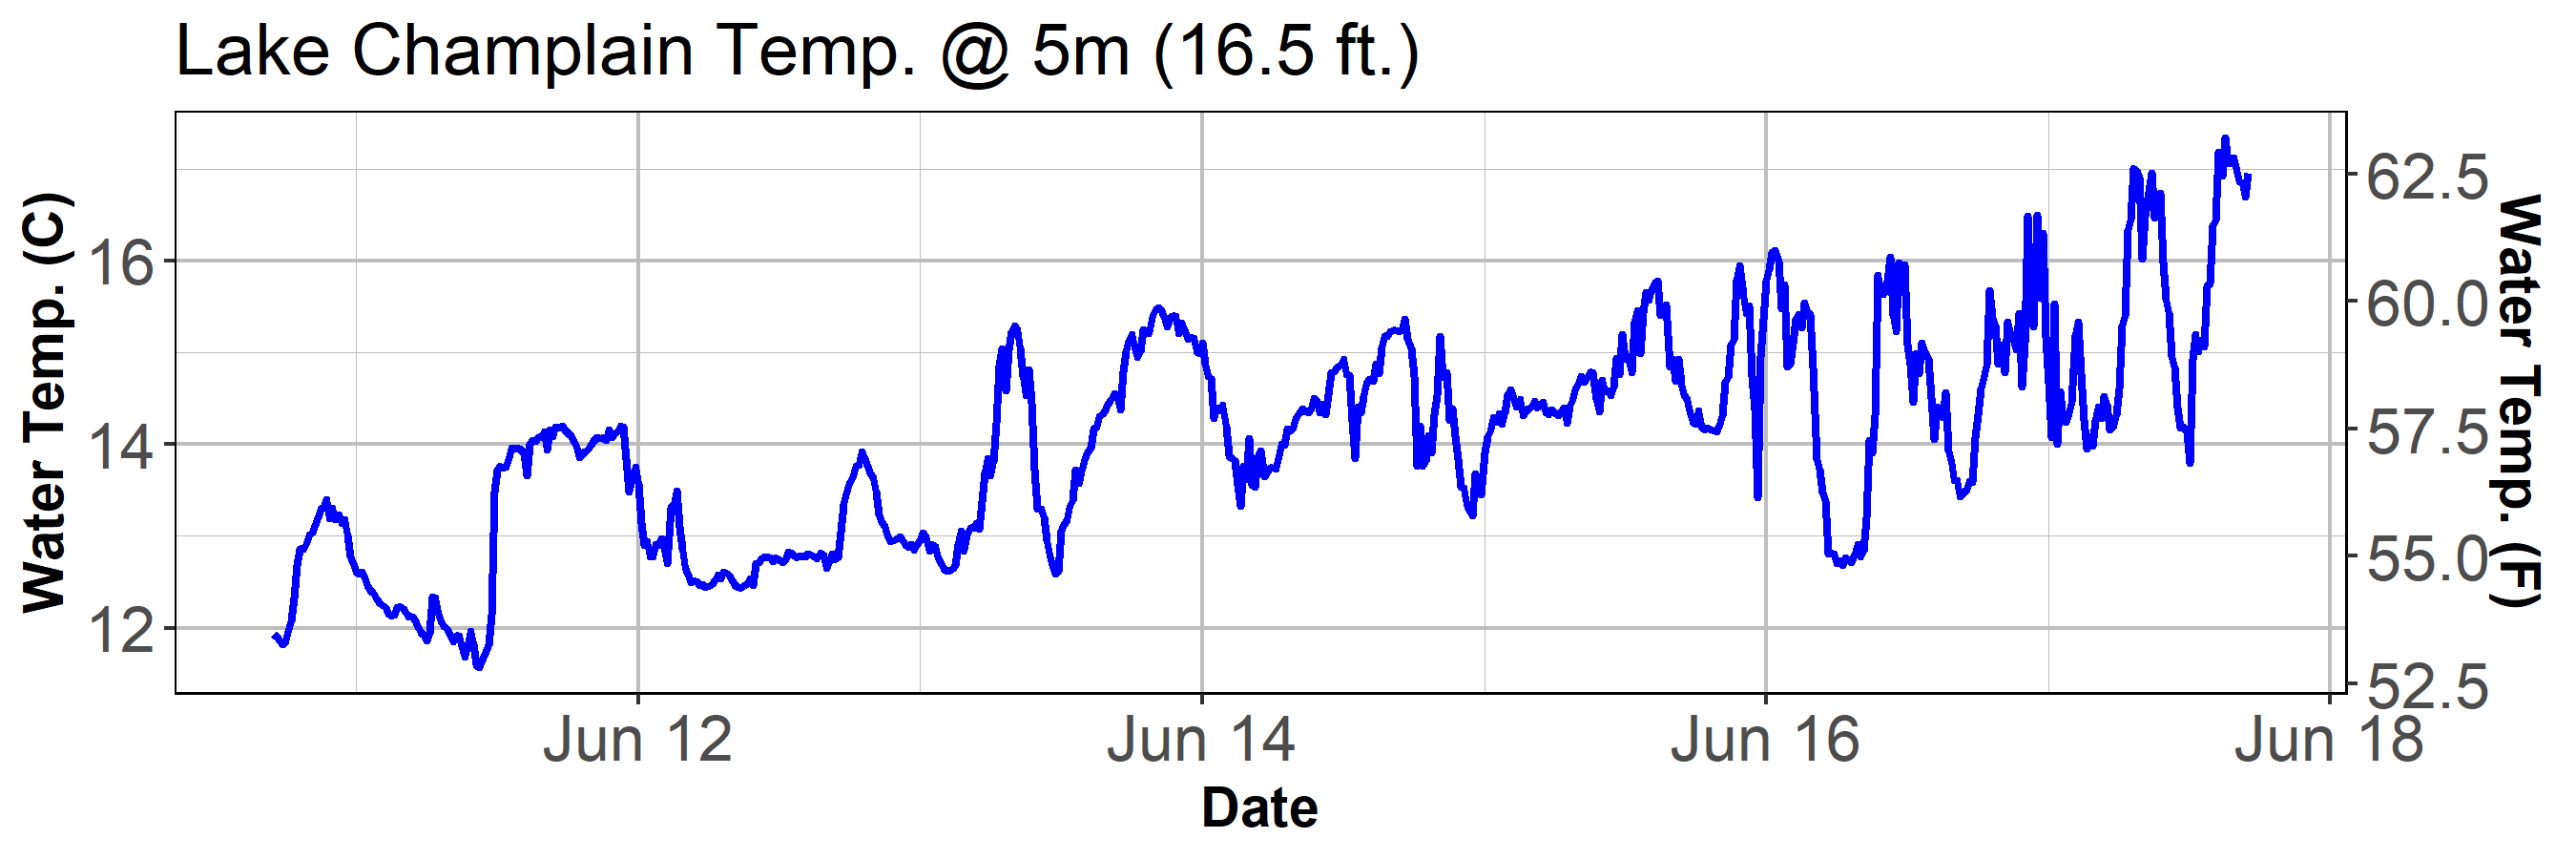 Lake Champlain Temp. @ 5m (16.5 ft.)
Water Temp. (C)
16
14
12
62.5
60.0
57.5
55.0
52.5
Water Temp. (F)
Jun 12
Jun 14
Jun 16
Jun 18
Date